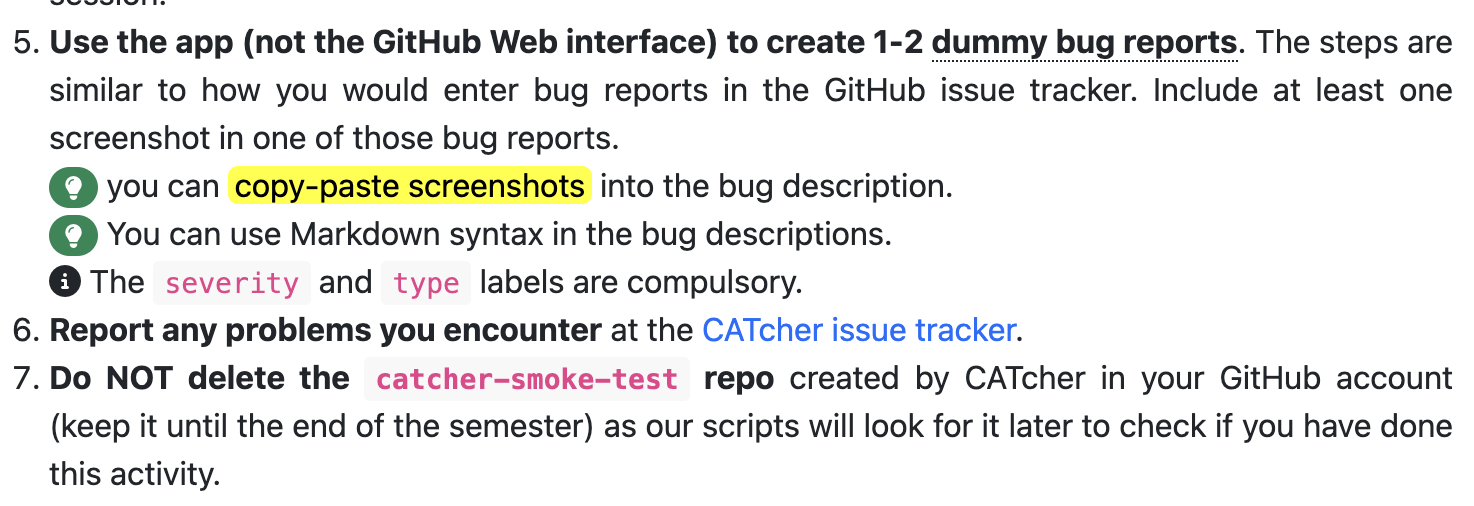 session.
5. Use the app (not the GitHub Web interface) to create 1-2 dummy bug reports. The steps are
similar to how you would enter bug reports in the GitHub issue tracker. Include at least one
screenshot in one of those bug reports.
you can copy-paste screenshots into the bug description.
You can use Markdown syntax in the bug descriptions.
The severity and type labels are compulsory.
6. Report any problems you encounter at the CATcher issue tracker.
7. Do NOT delete the catcher-smoke-test repo created by CATcher in your GitHub account
(keep it until the end of the semester) as our scripts will look for it later to check if you have done
this activity.